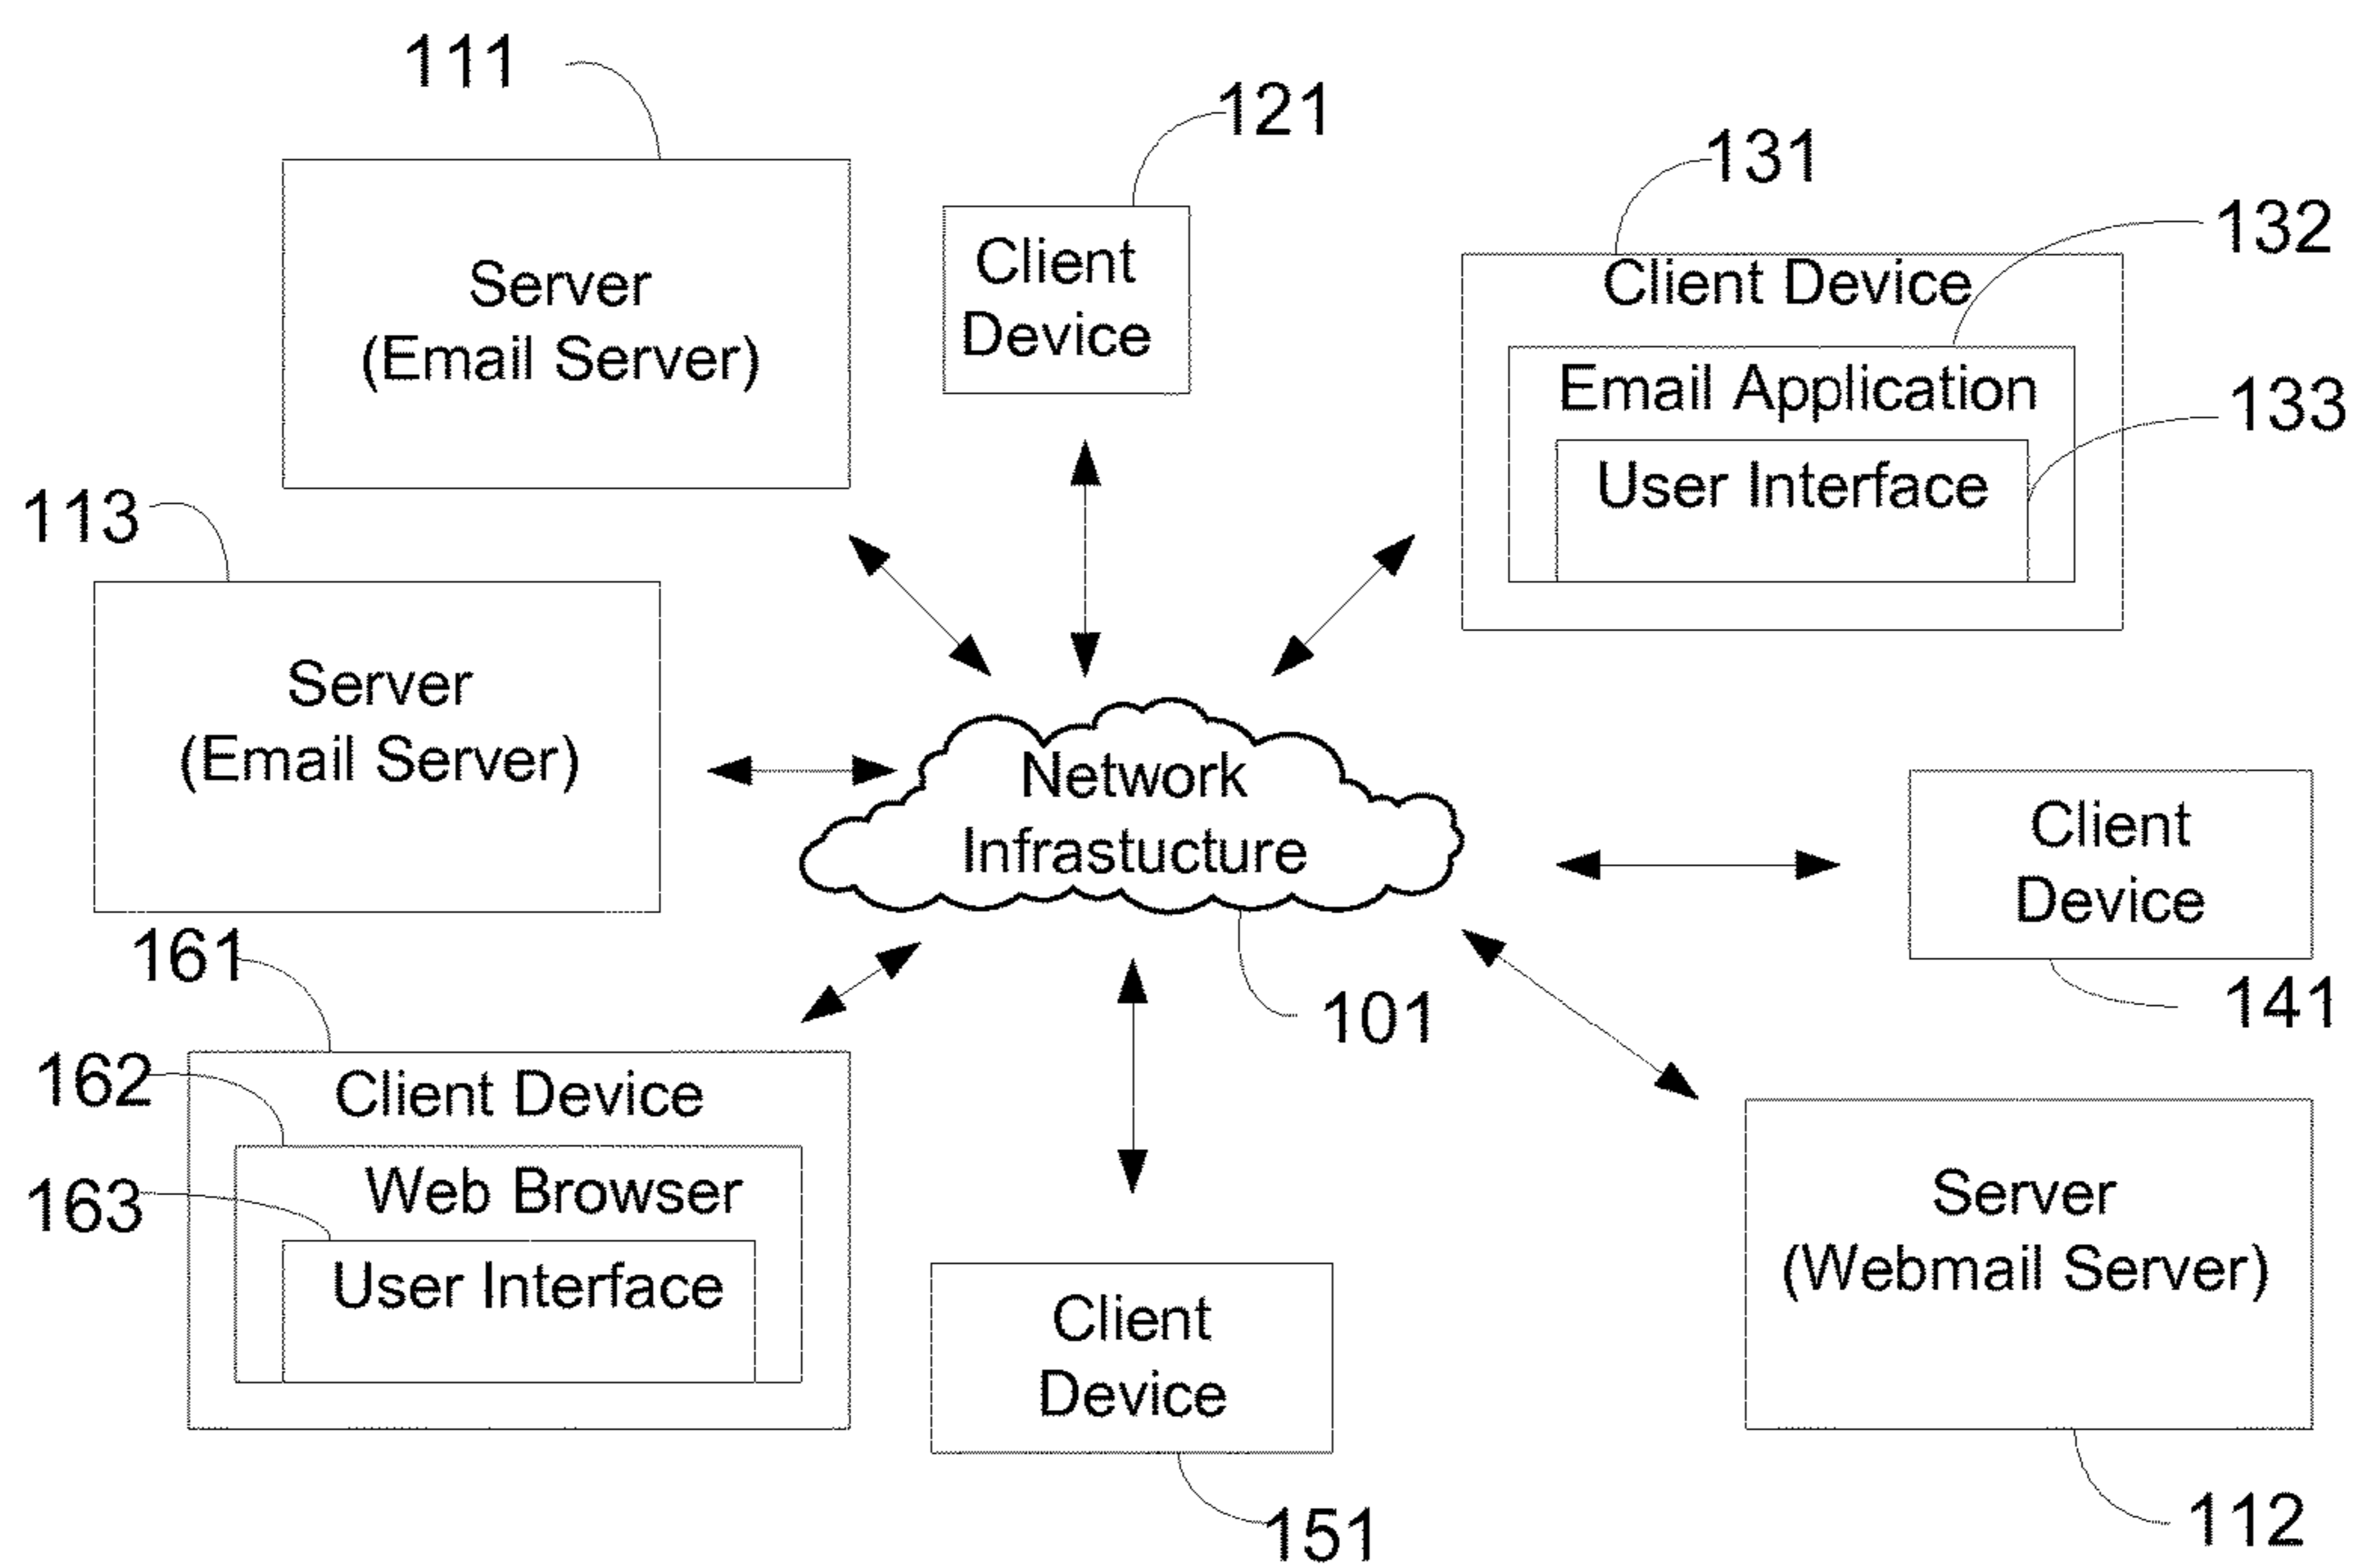 111
121
131
132
133
Server
(Email Server)
Client
Device
Client Device
Email Application
User Interface
113
Server
(Email Server)
Network
Infrastucture
101
Client
Device
141
161
162
163
Client Device
Web Browser
User Interface
Client
Device
151
Server
(Webmail Server)
112